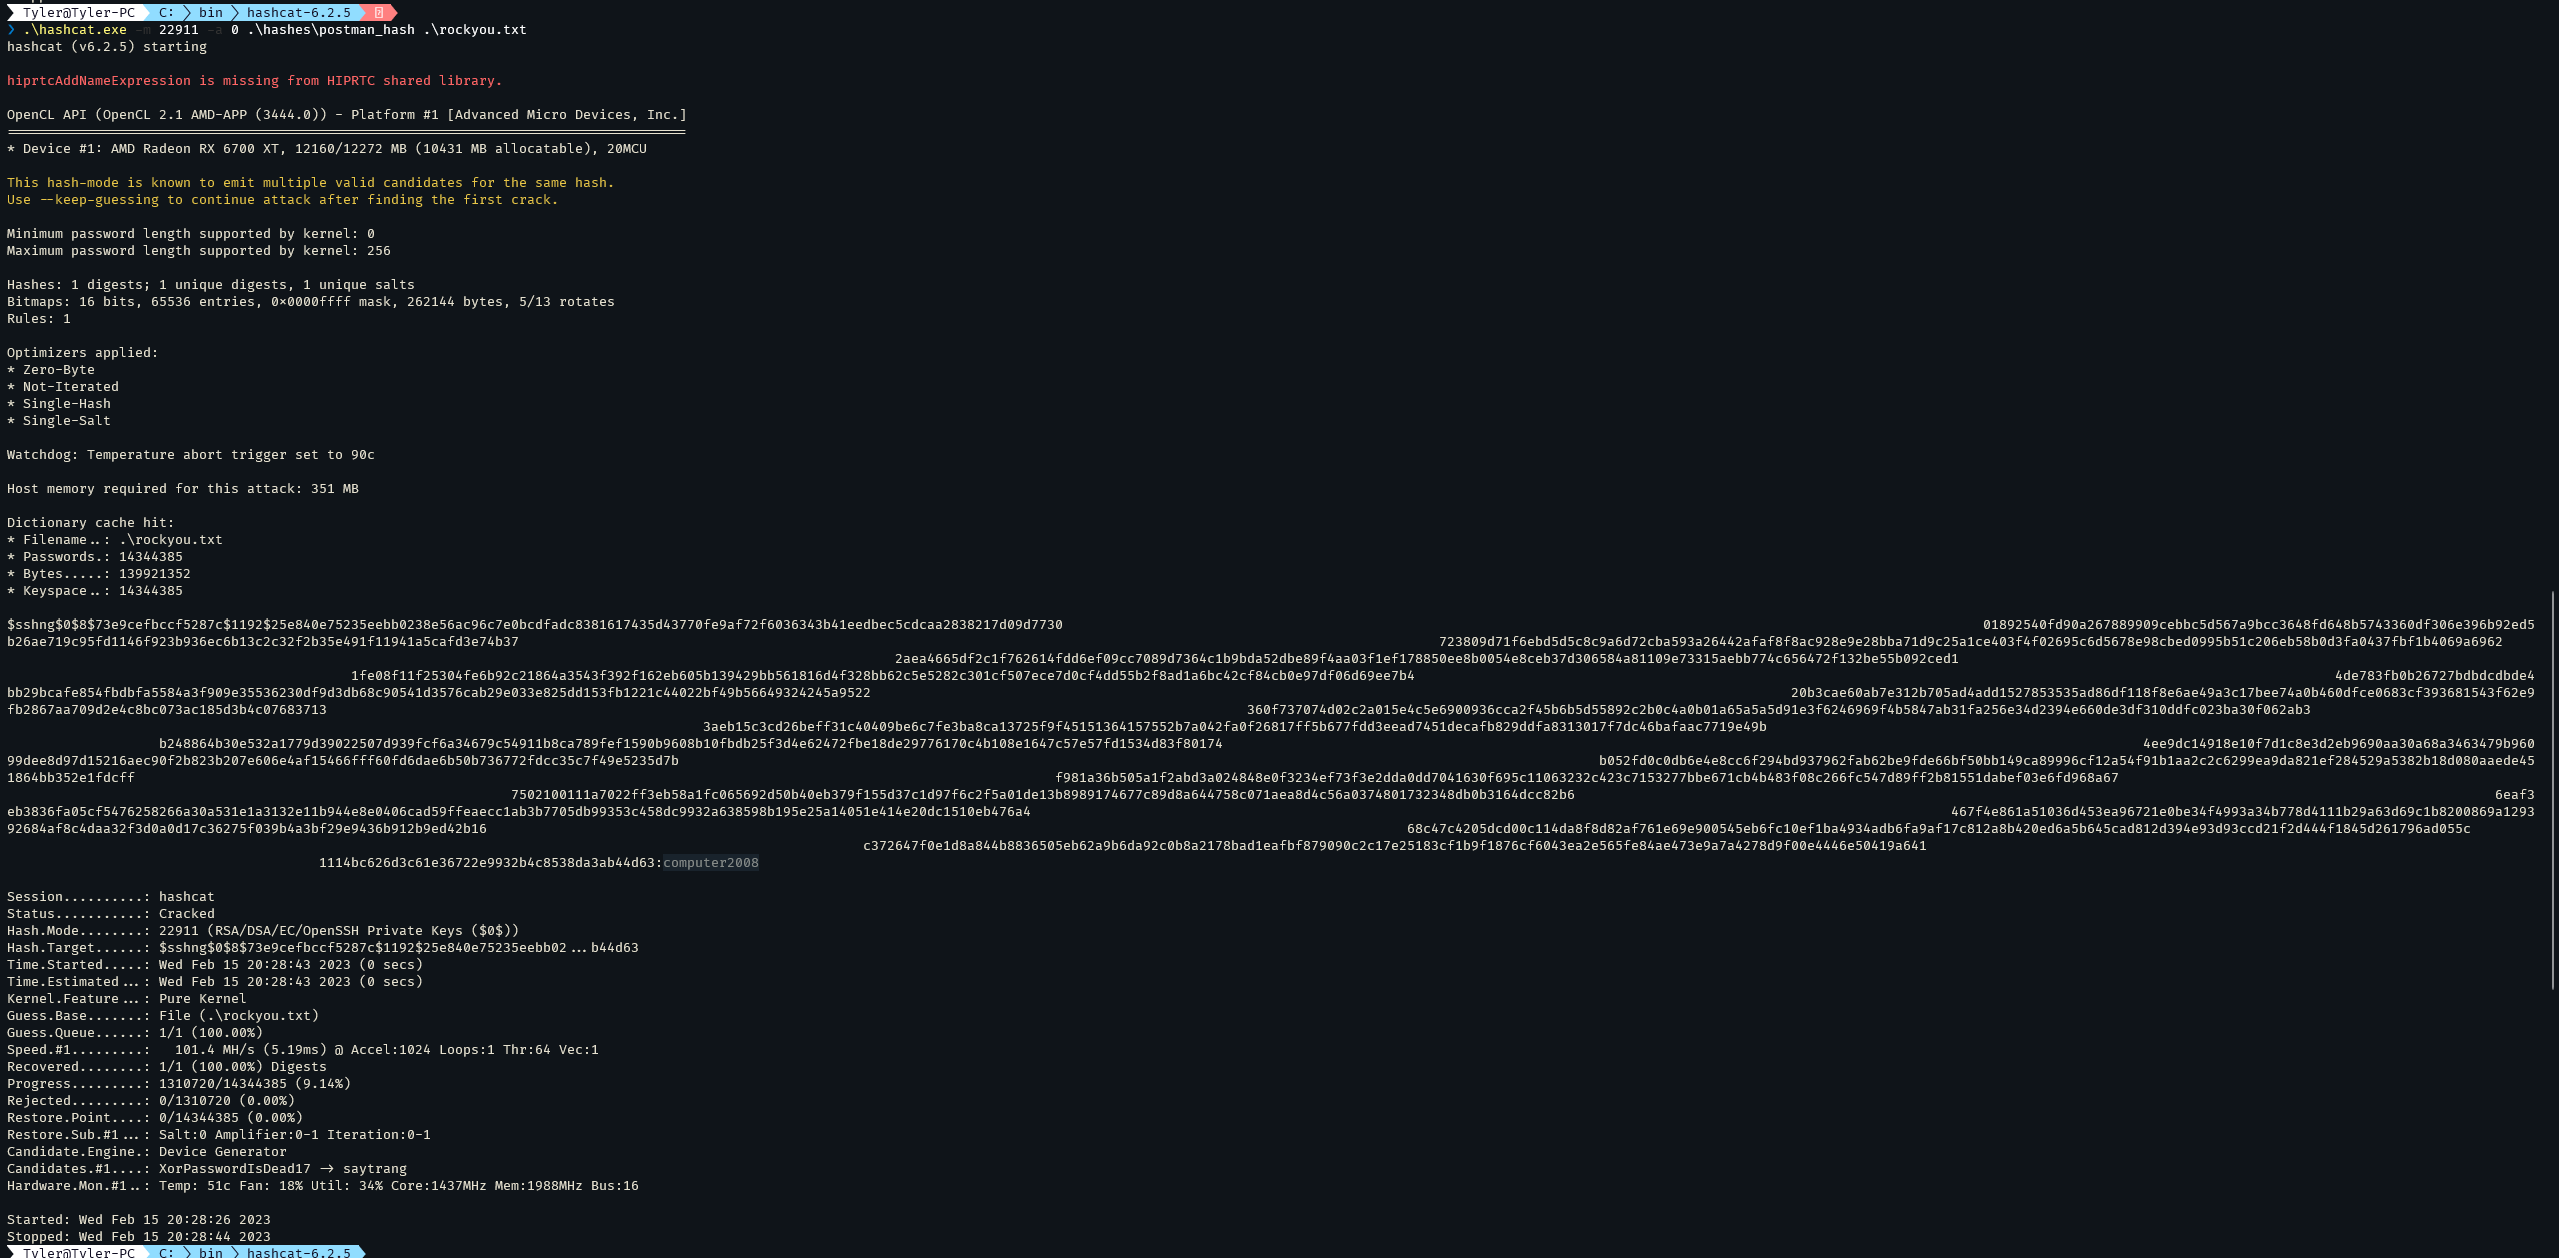 Tyler@Tyler-PC C: bin hashcat-6.2.5
❯ .\hashcat.exe -m 22911 -a 0 .\hashes\postman_hash .\rockyou.txt
hashcat (v6.2.5) starting
hiprtcAddNameExpression is missing from HIPRTC shared library.
OpenCL API (OpenCL 2.1 AMD-APP (3444.0)) - Platform #1 [Advanced Micro Devices, Inc.]
* Device #1: AMD Radeon RX 6700 XT, 12160/12272 MB (10431 MB allocatable), 20MCU
This hash-mode is known to emit multiple valid candidates for the same hash.
Use --keep-guessing to continue attack after finding the first crack.
Minimum password length supported by kernel: 0
Maximum password length supported by kernel: 256
Hashes: 1 digests; 1 unique digests, 1 unique salts
Bitmaps: 16 bits, 65536 entries, 0x0000ffff mask, 262144 bytes, 5/13 rotates
Rules: 1
Optimizers applied:
* Zero-Byte
* Not-Iterated
* Single-Hash
* Single-Salt
Watchdog: Temperature abort trigger set to 90c
Host memory required for this attack: 351 MB
Dictionary cache hit:
* Filename..: .\rockyou.txt
* Passwords.: 14344385
* Bytes.....: 139921352
* Keyspace..: 14344385
$sshng$0$8$73e9cefbccf5287c$1192$25e840e75235eebb0238e56ac96c7e0bcdfadc8381617435d43770fe9af72f6036343b41eedbec5cdcaa2838217d09d7730 01892540fd90a267889909cebbc5d567a9bcc3648fd648b5743360df306e396b92ed5
b26ae719c95fd1146f923b936ec6b13c2c32f2b35e491f11941a5cafd3e74b37 723809d71f6ebd5d5c8c9a6d72cba593a26442afaf8f8ac928e9e28bba71d9c25a1ce403f4f02695c6d5678e98cbed0995b51c206eb58b0d3fa0437fbf1b4069a6962
2aea4665df2c1f762614fdd6ef09cc7089d7364c1b9bda52dbe89f4aa03f1ef178850ee8b0054e8ceb37d306584a81109e73315aebb774c656472f132be55b092ced1
1fe08f11f25304fe6b92c21864a3543f392f162eb605b139429bb561816d4f328bb62c5e5282c301cf507ece7d0cf4dd55b2f8ad1a6bc42cf84cb0e97df06d69ee7b4 4de783fb0b26727bdbdcdbde4
bb29bcafe854fbdbfa5584a3f909e35536230df9d3db68c90541d3576cab29e033e825dd153fb1221c44022bf49b56649324245a9522 20b3cae60ab7e312b705ad4add1527853535ad86df118f8e6ae49a3c17bee74a0b460dfce0683cf393681543f62e9
fb2867aa709d2e4c8bc073ac185d3b4c07683713 360f737074d02c2a015e4c5e6900936cca2f45b6b5d55892c2b0c4a0b01a65a5a5d91e3f6246969f4b5847ab31fa256e34d2394e660de3df310ddfc023ba30f062ab3
3aeb15c3cd26beff31c40409be6c7fe3ba8ca13725f9f45151364157552b7a042fa0f26817ff5b677fdd3eead7451decafb829ddfa8313017f7dc46bafaac7719e49b
b248864b30e532a1779d39022507d939fcf6a34679c54911b8ca789fef1590b9608b10fbdb25f3d4e62472fbe18de29776170c4b108e1647c57e57fd1534d83f80174 4ee9dc14918e10f7d1c8e3d2eb9690aa30a68a3463479b960
99dee8d97d15216aec90f2b823b207e606e4af15466fff60fd6dae6b50b736772fdcc35c7f49e5235d7b b052fd0c0db6e4e8cc6f294bd937962fab62be9fde66bf50bb149ca89996cf12a54f91b1aa2c2c6299ea9da821ef284529a5382b18d080aaede45
1864bb352e1fdcff f981a36b505a1f2abd3a024848e0f3234ef73f3e2dda0dd7041630f695c11063232c423c7153277bbe671cb4b483f08c266fc547d89ff2b81551dabef03e6fd968a67
7502100111a7022ff3eb58a1fc065692d50b40eb379f155d37c1d97f6c2f5a01de13b8989174677c89d8a644758c071aea8d4c56a0374801732348db0b3164dcc82b6 6eaf3
eb3836fa05cf5476258266a30a531e1a3132e11b944e8e0406cad59ffeaecc1ab3b7705db99353c458dc9932a638598b195e25a14051e414e20dc1510eb476a4 467f4e861a51036d453ea96721e0be34f4993a34b778d4111b29a63d69c1b8200869a1293
92684af8c4daa32f3d0a0d17c36275f039b4a3bf29e9436b912b9ed42b16 68c47c4205dcd00c114da8f8d82af761e69e900545eb6fc10ef1ba4934adb6fa9af17c812a8b420ed6a5b645cad812d394e93d93ccd21f2d444f1845d261796ad055c
c372647f0e1d8a844b8836505eb62a9b6da92c0b8a2178bad1eafbf879090c2c17e25183cf1b9f1876cf6043ea2e565fe84ae473e9a7a4278d9f00e4446e50419a641
1114bc626d3c61e36722e9932b4c8538da3ab44d63:computer2008
Session..........: hashcat
Status...........: Cracked
Hash.Mode........: 22911 (RSA/DSA/EC/OpenSSH Private Keys ($0$))
Hash.Target......: $sshng$0$8$73e9cefbccf5287c$1192$25e840e75235eebb02...b44d63
Time.Started.....: Wed Feb 15 20:28:43 2023 (0 secs)
Time.Estimated...: Wed Feb 15 20:28:43 2023 (0 secs)
Kernel.Feature...: Pure Kernel
Guess.Base.......: File (.\rockyou.txt)
Guess.Queue......: 1/1 (100.00%)
Speed.#1.........: 101.4 MH/s (5.19ms) @ Accel:1024 Loops:1 Thr:64 Vec:1
Recovered........: 1/1 (100.00%) Digests
Progress.........: 1310720/14344385 (9.14%)
Rejected.........: 0/1310720 (0.00%)
Restore.Point....: 0/14344385 (0.00%)
Restore.Sub.#1...: Salt:0 Amplifier:0-1 Iteration:0-1
Candidate.Engine.: Device Generator
Candidates.#1....: XorPasswordIsDead17 -> saytrang
Hardware.Mon.#1..: Temp: 51c Fan: 18% Util: 34% Core:1437MHz Mem:1988MHz Bus:16
Started: Wed Feb 15 20:28:26 2023
Stopped: Wed Feb 15 20:28:44 2023
Tyler@Tyler-PC C: bin hashcat-6.2.5